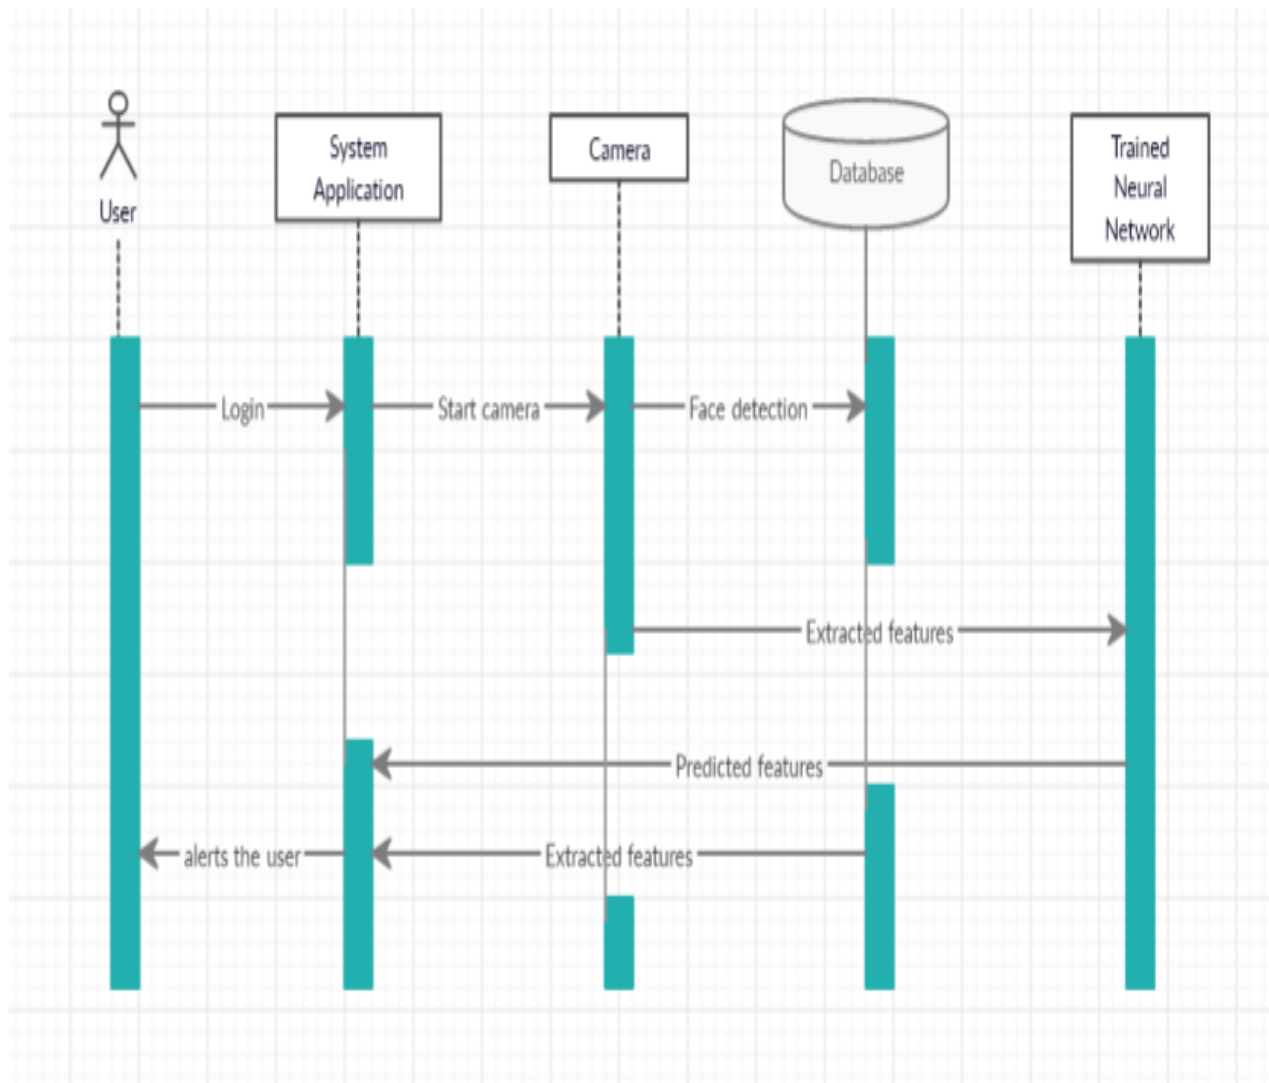 User
System
Application
Camera
Database
Trained
Neural
Network
Login
Start camera
Face detection
Extracted features
Predicted features
alerts the user
Extracted features